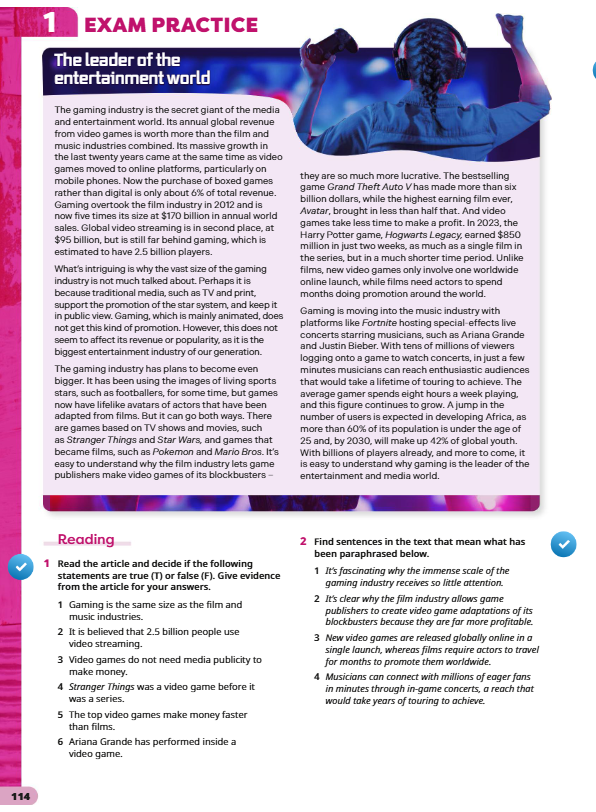 1 EXAM PRACTICE
The leader of the
entertainment world
The gaming industry is the secret giant of the media
and entertainment world. Its annual global revenue
from video games is worth more than the film and
music industries combined. Its massive growth in
the last twenty years came at the same time as video
games moved to online platforms, particularly on
mobile phones. Now the purchase of boxed games
rather than digital is only about 6% of total revenue.
Gaming overtook the film industry in 2012 and is
now five times its size at $170 billion in annual world
sales. Global video streaming is in second place, at
$95 billion, but is still far behind gaming, which is
estimated to have 2.5 billion players.
What's intriguing is why the vast size of the gaming
industry is not much talked about. Perhaps it is
because traditional media, such as TV and print,
support the promotion of the star system, and keep it
in public view. Gaming, which is mainly animated, does
not get this kind of promotion. However, this does not
seem to affect its revenue or popularity, as it is the
biggest entertainment industry of our generation.
The gaming industry has plans to become even
bigger. It has been using the images of living sports
stars, such as footballers, for some time, but games
now have lifelike avatars of actors that have been
adapted from films. But it can go both ways. There
are games based on TV shows and movies, such
as Stranger Things and Star Wars, and games that
became films, such as Pokemon and Mario Bros. It's
easy to understand why the film industry lets game
publishers make video games of its blockbusters –
they are so much more lucrative. The bestselling
game Grand Theft Auto V has made more than six
billion dollars, while the highest earning film ever,
Avatar, brought in less than half that. And video
games take less time to make a profit. In 2023, the
Harry Potter game, Hogwarts Legacy, earned $850
million in just two weeks, as much as a single film in
the series, but in a much shorter time period. Unlike
films, new video games only involve one worldwide
online launch, while films need actors to spend
months doing promotion around the world.
Gaming is moving into the music industry with
platforms like Fortnite hosting special-effects live
concerts starring musicians, such as Ariana Grande
and Justin Bieber. With tens of millions of viewers
logging onto a game to watch concerts, in just a few
minutes musicians can reach enthusiastic audiences
that would take a lifetime of touring to achieve. The
average gamer spends eight hours a week playing,
and this figure continues to grow. A jump in the
number of users is expected in developing Africa, as
more than 60% of its population is under the age of
25 and, by 2030, will make up 42% of global youth.
With billions of players already, and more to come, it
is easy to understand why gaming is the leader of the
entertainment and media world.
Reading
1 Read the article and decide if the following
statements are true (T) or false (F). Give evidence
from the article for your answers.
1 Gaming is the same size as the film and
music industries.
2 It is believed that 2.5 billion people use
video streaming.
3 Video games do not need media publicity to
make money.
4 Stranger Things was a video game before it
was a series.
5 The top video games make money faster
than films.
6 Ariana Grande has performed inside a
video game.
2 Find sentences in the text that mean what has
been paraphrased below.
1 It's fascinating why the immense scale of the
gaming industry receives so little attention.
2 It's clear why the film industry allows game
publishers to create video game adaptations of its
blockbusters because they are far more profitable.
3 New video games are released globally online in a
single launch, whereas films require actors to travel
for months to promote them worldwide.
4 Musicians can connect with millions of eager fans
in minutes through in-game concerts, a reach that
would take years of touring to achieve.
114